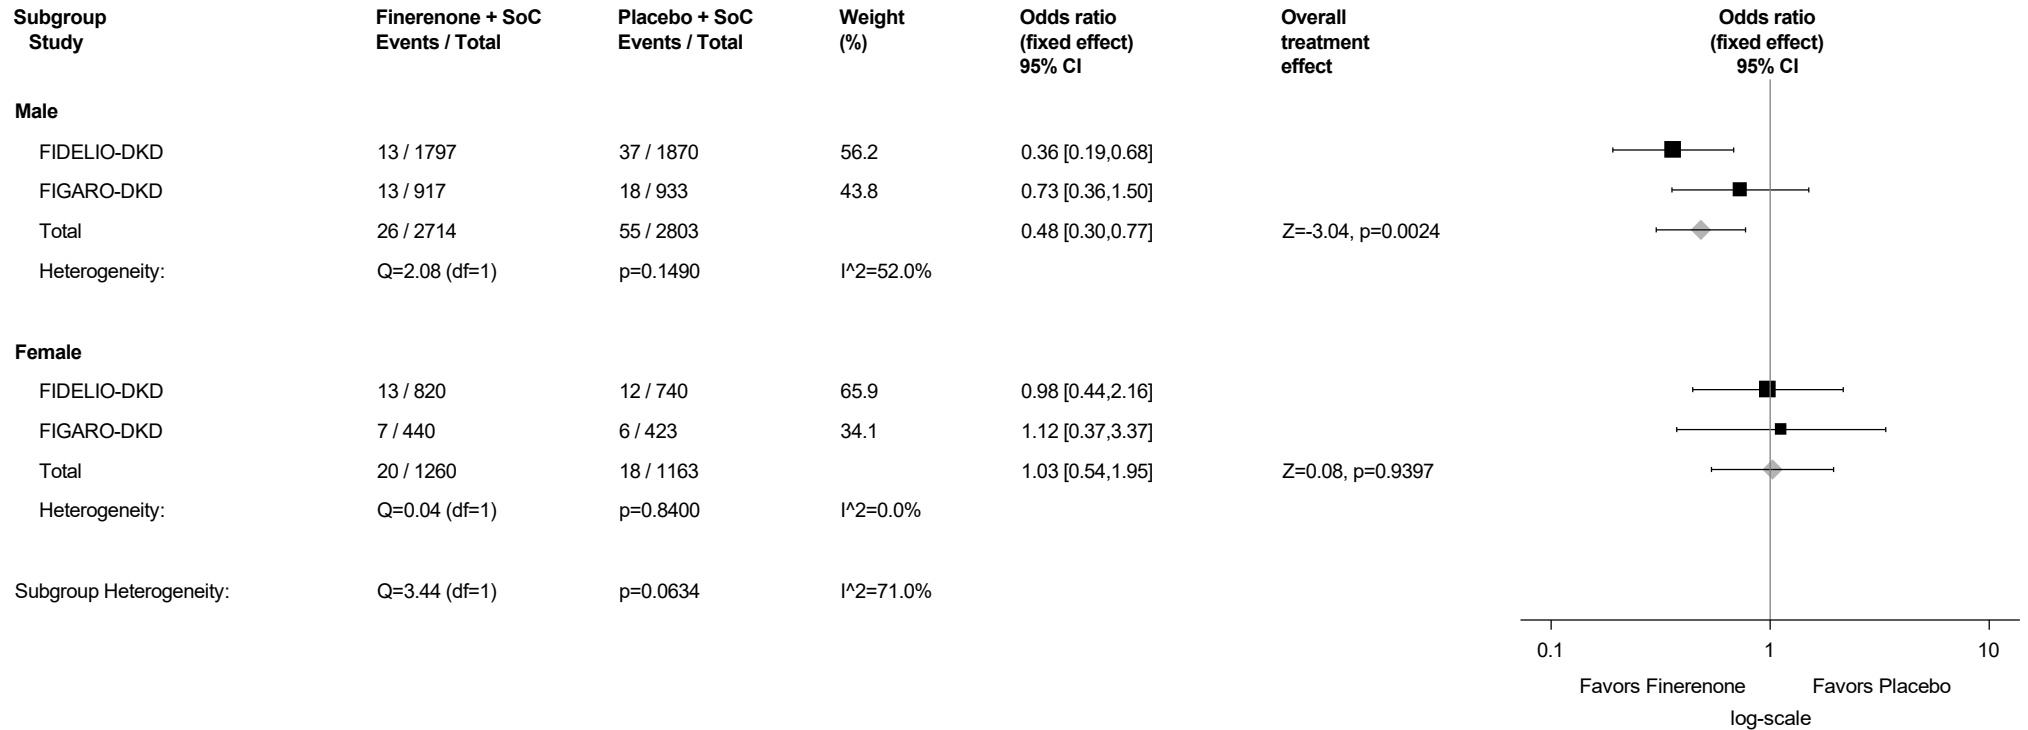 Subgroup Finerenone + SoC Placebo + SoC Weight Odds ratio Overall Odds ratio
Study Events / Total Events / Total (%) (fixed effect) treatment (fixed effect)
95% CI effect 95% CI
Male
FIDELIO-DKD 13 / 1797 37 / 1870 56.2 0.36 [0.19,0.68]
FIGARO-DKD 13 / 917 18 / 933 43.8 0.73 [0.36,1.50]
Total 26 / 2714 55 / 2803 0.48 [0.30,0.77] Z=-3.04, p=0.0024
Heterogeneity: Q=2.08 (df=1) p=0.1490 I^2=52.0%
Female
FIDELIO-DKD 13 / 820 12 / 740 65.9 0.98 [0.44,2.16]
FIGARO-DKD 7 / 440 6 / 423 34.1 1.12 [0.37,3.37]
Total 20 / 1260 18 / 1163 1.03 [0.54,1.95] Z=0.08, p=0.9397
Heterogeneity: Q=0.04 (df=1) p=0.8400 I^2=0.0%
Subgroup Heterogeneity: Q=3.44 (df=1) p=0.0634 I^2=71.0%
0.1 1 10
Favors Finerenone Favors Placebo
log-scale